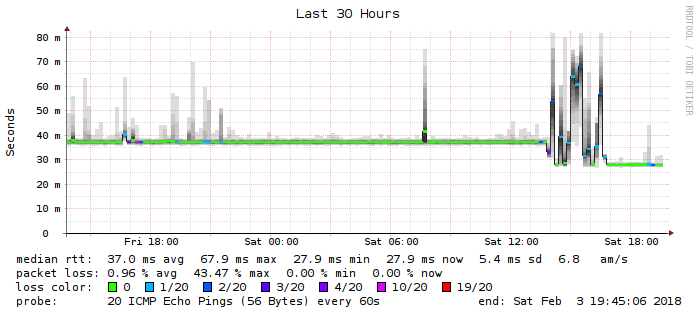 Last 30 Hours
RRDTOOL / TOBI OETIKER
Seconds
80 m
70 m
60 m
50 m
40 m
30 m
20 m
10 m
0
Fri 18:00 Sat 00:00 Sat 06:00 Sat 12:00 Sat 18:00
median rtt: 37.0 ms avg 67.9 ms max 27.9 ms min 27.9 ms now 5.4 ms sd 6.8 am/s
packet loss: 0.96 % avg 43.47 % max 0.00 % min 0.00 % now
loss color: 0 1/20 2/20 3/20 4/20 10/20 19/20
probe: 20 ICMP Echo Pings (56 Bytes) every 60s end: Sat Feb 3 19:45:06 2018